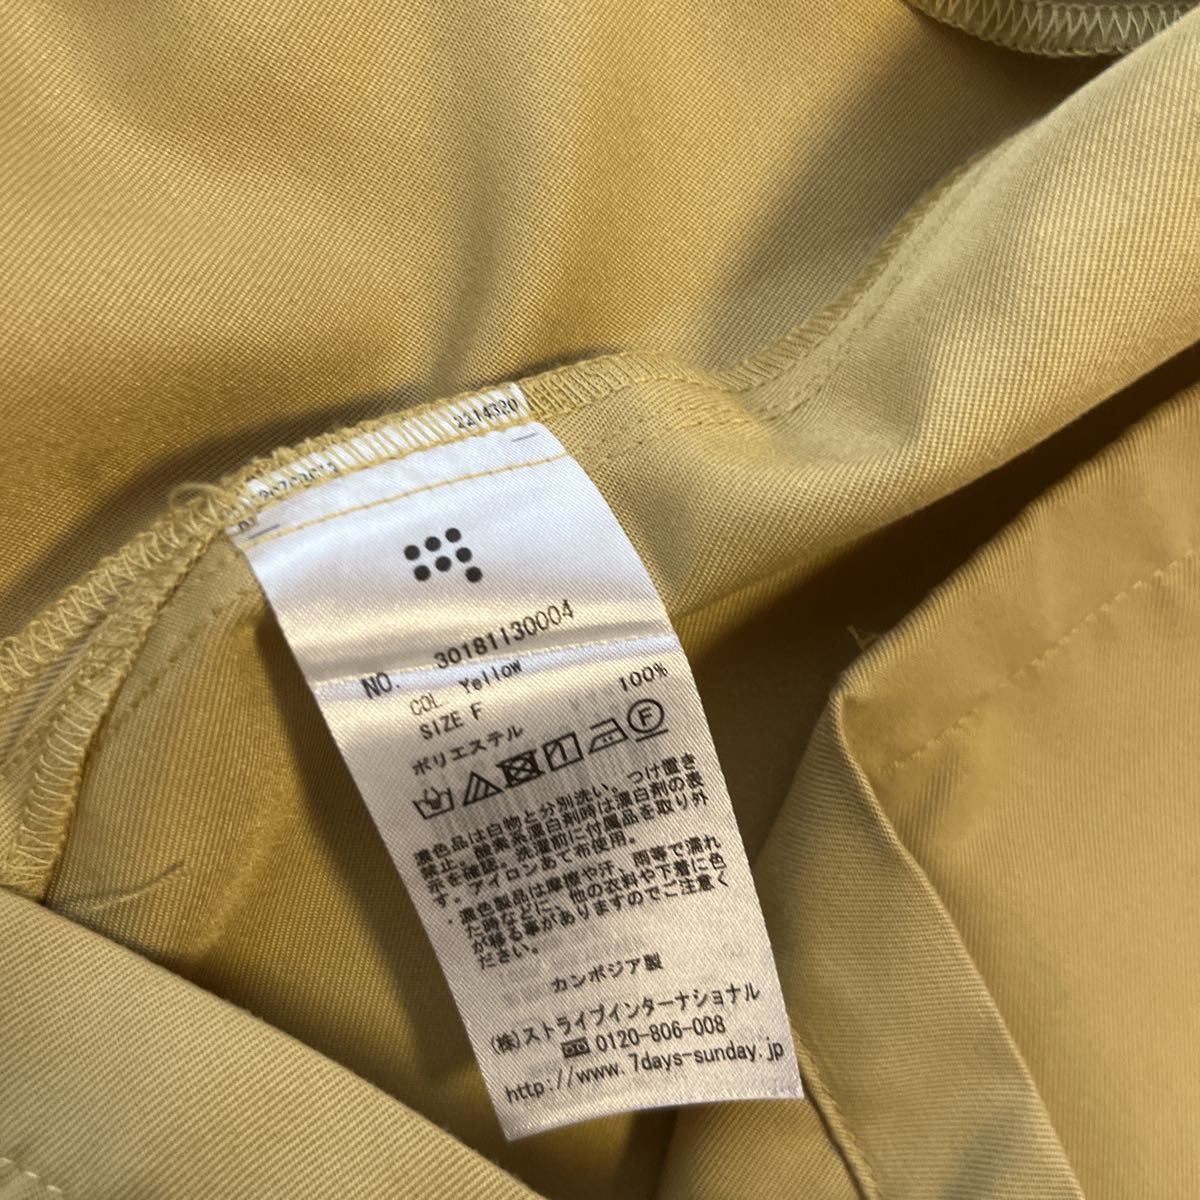 2214320
NO. 30181130004
COL Yellow
SIZE F
ポリエステル 100%
F
濃色品は白物と分別洗い。つけ置き
禁止。酸素系漂白剤時は漂白剤の表
示を確認。洗濯前に付属品を取り外
す。アイロンあて布使用。
・濃色製品は摩擦や汗、雨等で濡れ
た時などに、他の衣料や下着に色
が移る事がありますのでご注意く
ださい。
カンボジア製
(株)ストライプインターナショナル
0120-806-008
http://www.7days-sunday.jp